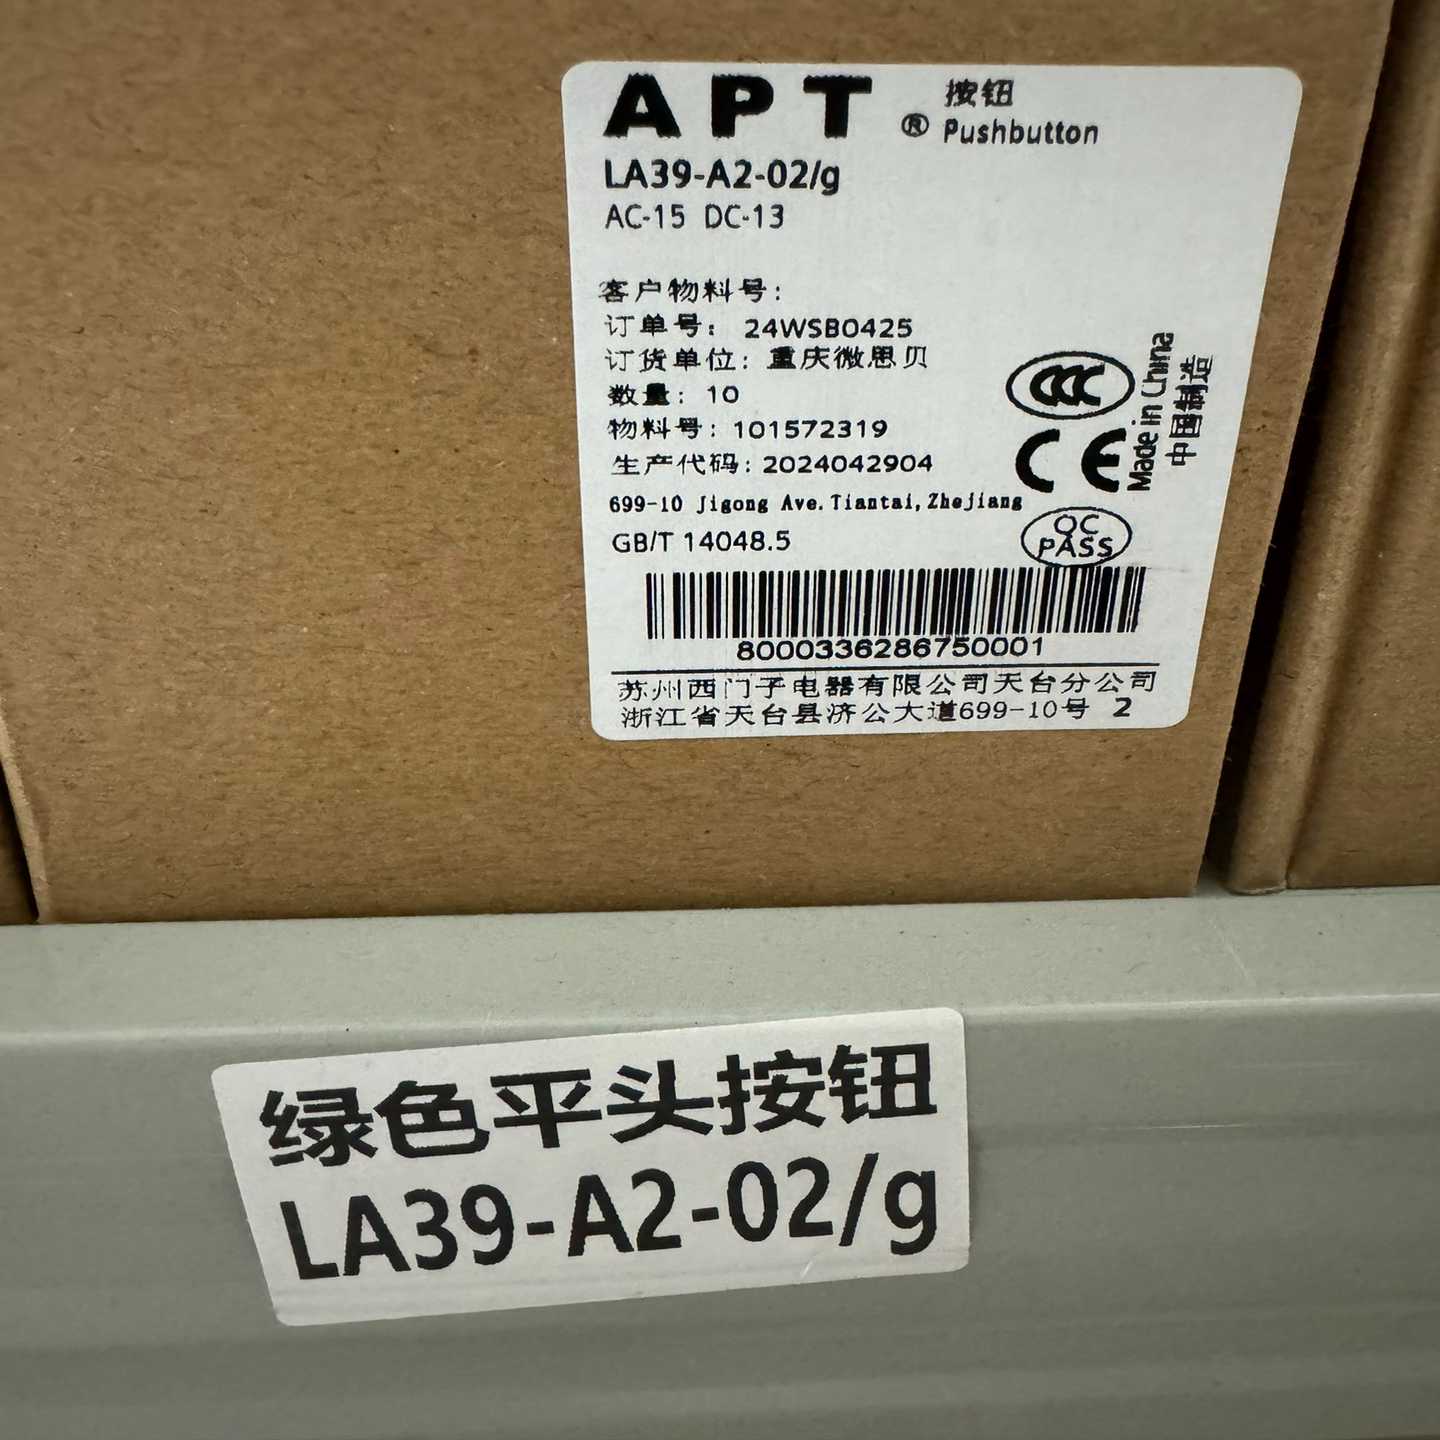 APT ® 按钮
Pushbutton
LA39-A2-02/g
AC-15 DC-13
客户物料号:
订单号: 24WSB0425
订货单位: 重庆微思贝
数量: 10
物料号: 101572319
生产代码: 2024042904
699-10 Jigong Ave.Tiantai,Zhejiang
GB/T 14048.5
CCC
CE
Made in China
中国制造
QC
PASS
8000336286750001
苏州西门子电器有限公司天台分公司
浙江省天台县济公大道699-10号 2
绿色平头按钮
LA39-A2-02/g